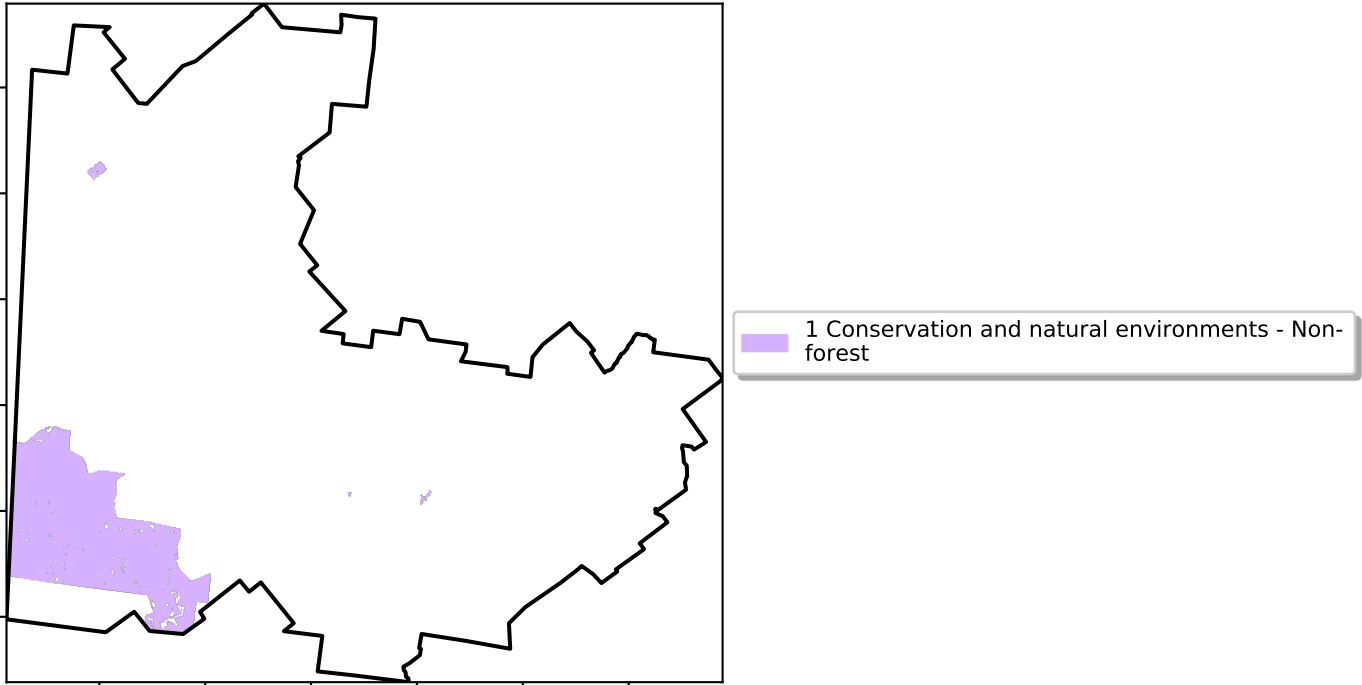 1 Conservation and natural environments - Non-
forest